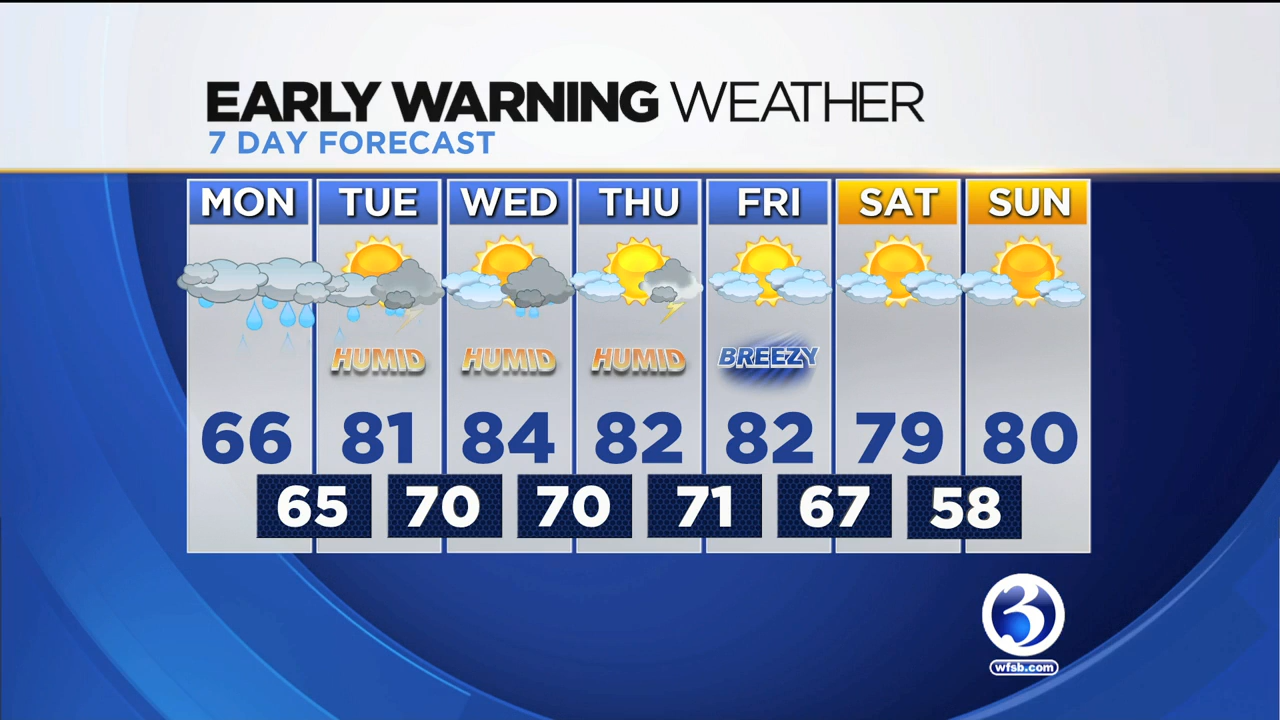 EARLY WARNING WEATHER
7 DAY FORECAST
MON TUE WED THU FRI SAT SUN
HUMID HUMID HUMID BREEZY
66 81 84 82 82 79 80
65 70 70 71 67 58
3
wfsb.com